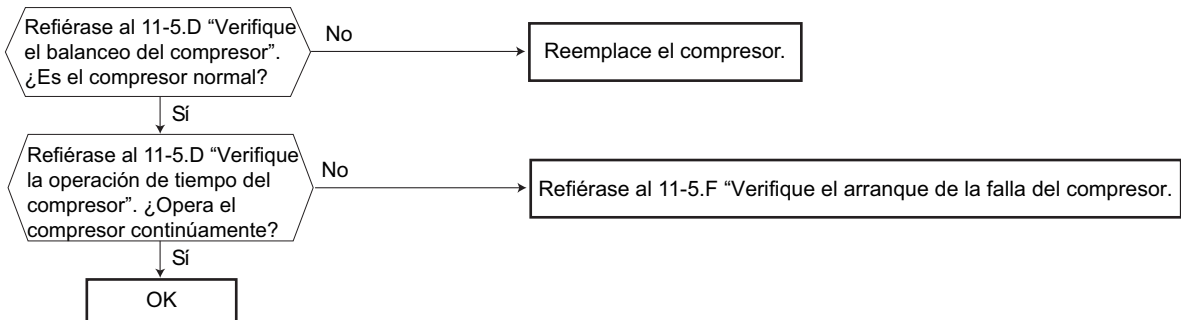 Refiérase al 11-5.D “Verifique
el balanceo del compresor”.
¿Es el compresor normal?
No
Reemplace el compresor.
Sí
Refiérase al 11-5.D “Verifique
la operación de tiempo del
compresor”. ¿Opera el
compresor continúamente?
No
Refiérase al 11-5.F “Verifique el arranque de la falla del compresor.
Sí
OK